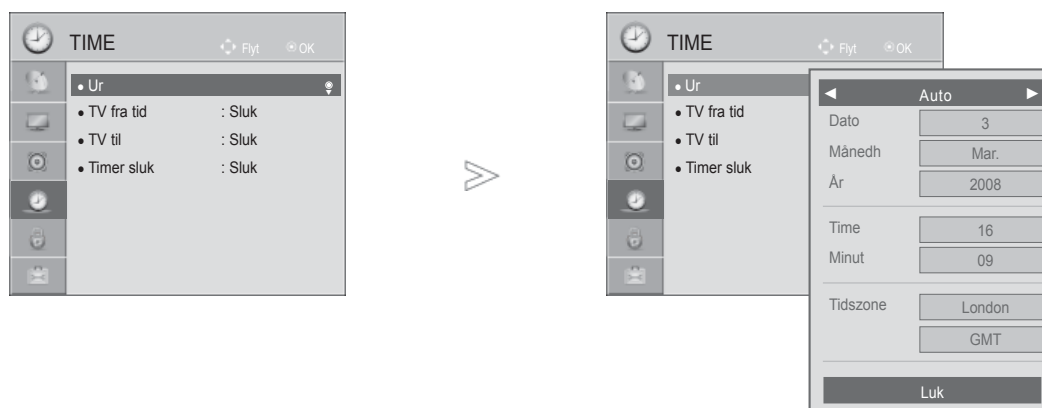 TIME Flyt OK
• Ur
• TV fra tid : Sluk
• TV til : Sluk
• Timer sluk : Sluk
TIME Flyt OK
• Ur
• TV fra tid
• TV til
• Timer sluk
◄ Auto ►
Dato 3
Månedh Mar.
År 2008
Time 16
Minut 09
Tidszone London
GMT
Luk